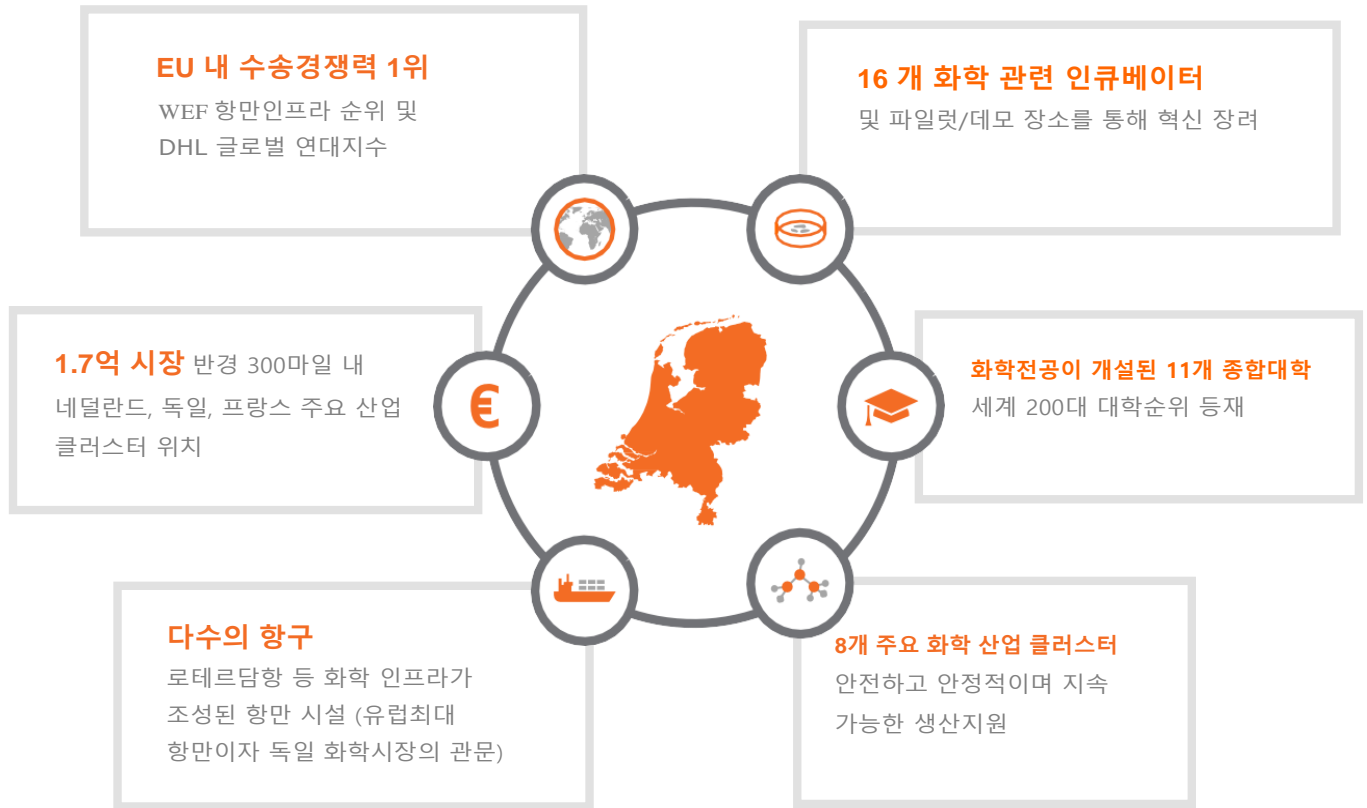 EU 내 수송경쟁력 1위
WEF 항만인프라 순위 및
DHL 글로벌 연대지수
16 개 화학 관련 인큐베이터
및 파일럿/데모 장소를 통해 혁신 장려
1.7억 시장 반경 300마일 내
네덜란드, 독일, 프랑스 주요 산업
클러스터 위치
€
화학전공이 개설된 11개 종합대학
세계 200대 대학순위 등재
다수의 항구
로테르담항 등 화학 인프라가
조성된 항만 시설 (유럽최대
항만이자 독일 화학시장의 관문)
8개 주요 화학 산업 클러스터
안전하고 안정적이며 지속
가능한 생산지원